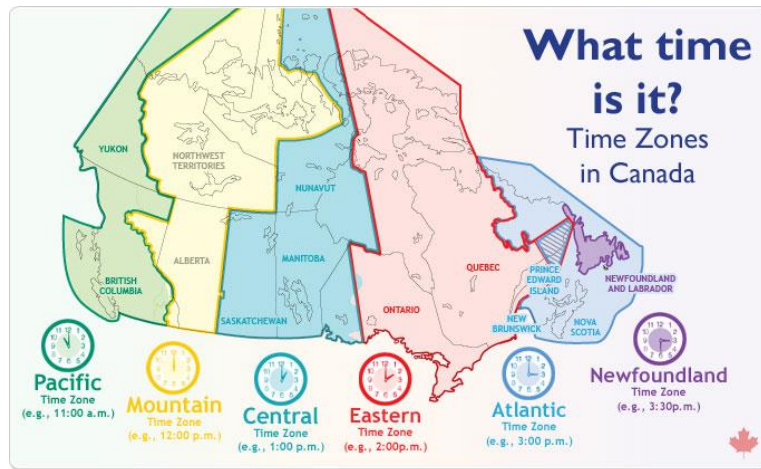 What time
is it?
Time Zones
in Canada
YUKON
NORTHWEST
TERRITORIES
NUNAVUT
BRITISH
COLUMBIA
ALBERTA
SASKATCHEWAN
MANITOBA
ONTARIO
QUEBEC
PRINCE
EDWARD
ISLAND
NEW
BRUNSWICK
NOVA
SCOTIA
NEWFOUNDLAND
AND LABRADOR
Pacific
Time Zone
(e.g., 11:00 a.m.)
Mountain
Time Zone
(e.g., 12:00 p.m.)
Central
Time Zone
(e.g., 1:00 p.m.)
Eastern
Time Zone
(e.g., 2:00p.m.)
Atlantic
Time Zone
(e.g., 3:00 p.m.)
Newfoundland
Time Zone
(e.g., 3:30p.m.)